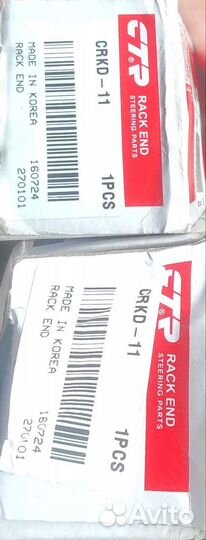 CTR
®
RACK END
STEERING PARTS
CRKD-11
1PCS
MADE IN KOREA
RACK END
160724
270101
CTR
®
RACK END
STEERING PARTS
CRKD-11
1PCS
MADE IN KOREA
RACK END
160724
270101
Avito